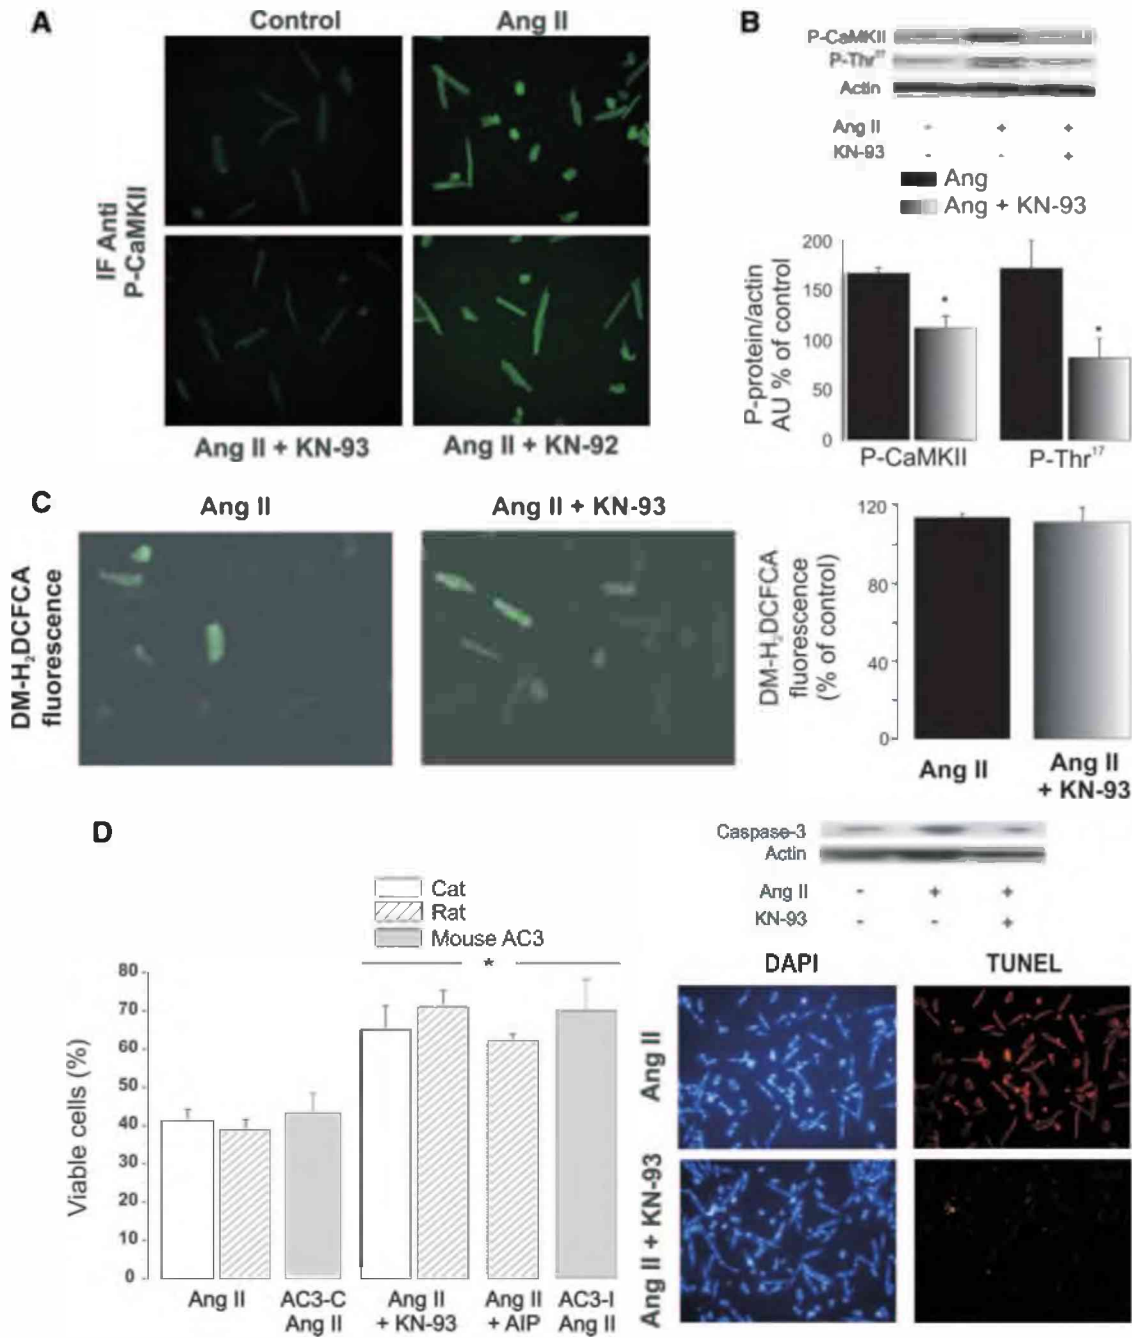 A
Control
Ang II
IF Anti
P-CaMKII
Ang II + KN-93
Ang II + KN-92
B
P-CaMKII
P-Thr¹⁷
Actin
Ang II - + +
KN-93 - - +
Ang
Ang + KN-93
P-protein/actin
AU % of control
200
150
100
50
0
*
*
P-CaMKII
P-Thr¹⁷
C
Ang II
Ang II + KN-93
DM-H₂DCFCA
fluorescence
DM-H₂DCFCA
fluorescence
(% of control)
120
80
40
0
Ang II
Ang II
+ KN-93
D
Cat
Rat
Mouse AC3
*
Viable cells (%)
80
70
60
50
40
30
20
10
0
Ang II
AC3-C
Ang II
Ang II
+ KN-93
Ang II
+ AIP
AC3-I
Ang II
Caspase-3
Actin
Ang II - + +
KN-93 - - +
DAPI
TUNEL
Ang II
Ang II + KN-93